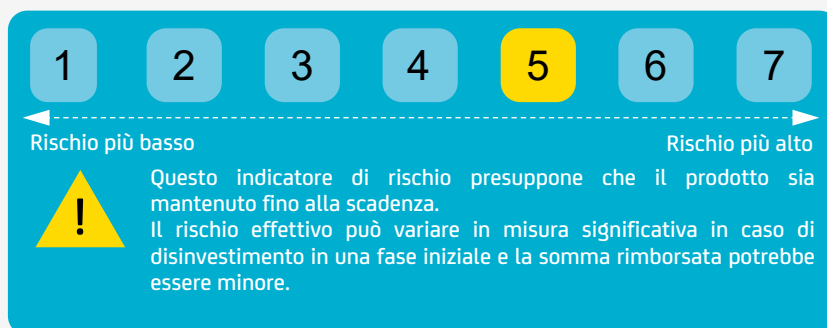 1 2 3 4 5 6 7
Rischio più basso Rischio più alto
Questo indicatore di rischio presuppone che il prodotto sia
mantenuto fino alla scadenza.
Il rischio effettivo può variare in misura significativa in caso di
disinvestimento in una fase iniziale e la somma rimborsata potrebbe
essere minore.
!